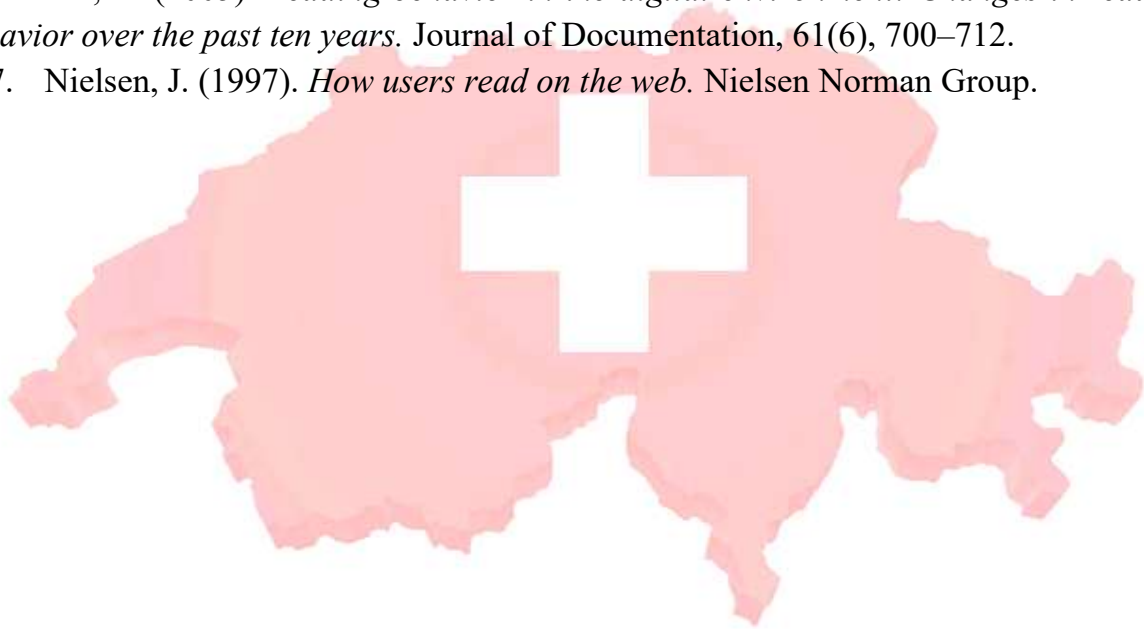 avior over the past ten years. Journal of Documentation, 61(6), 700–712.
. Nielsen, J. (1997). How users read on the web. Nielsen Norman Group.